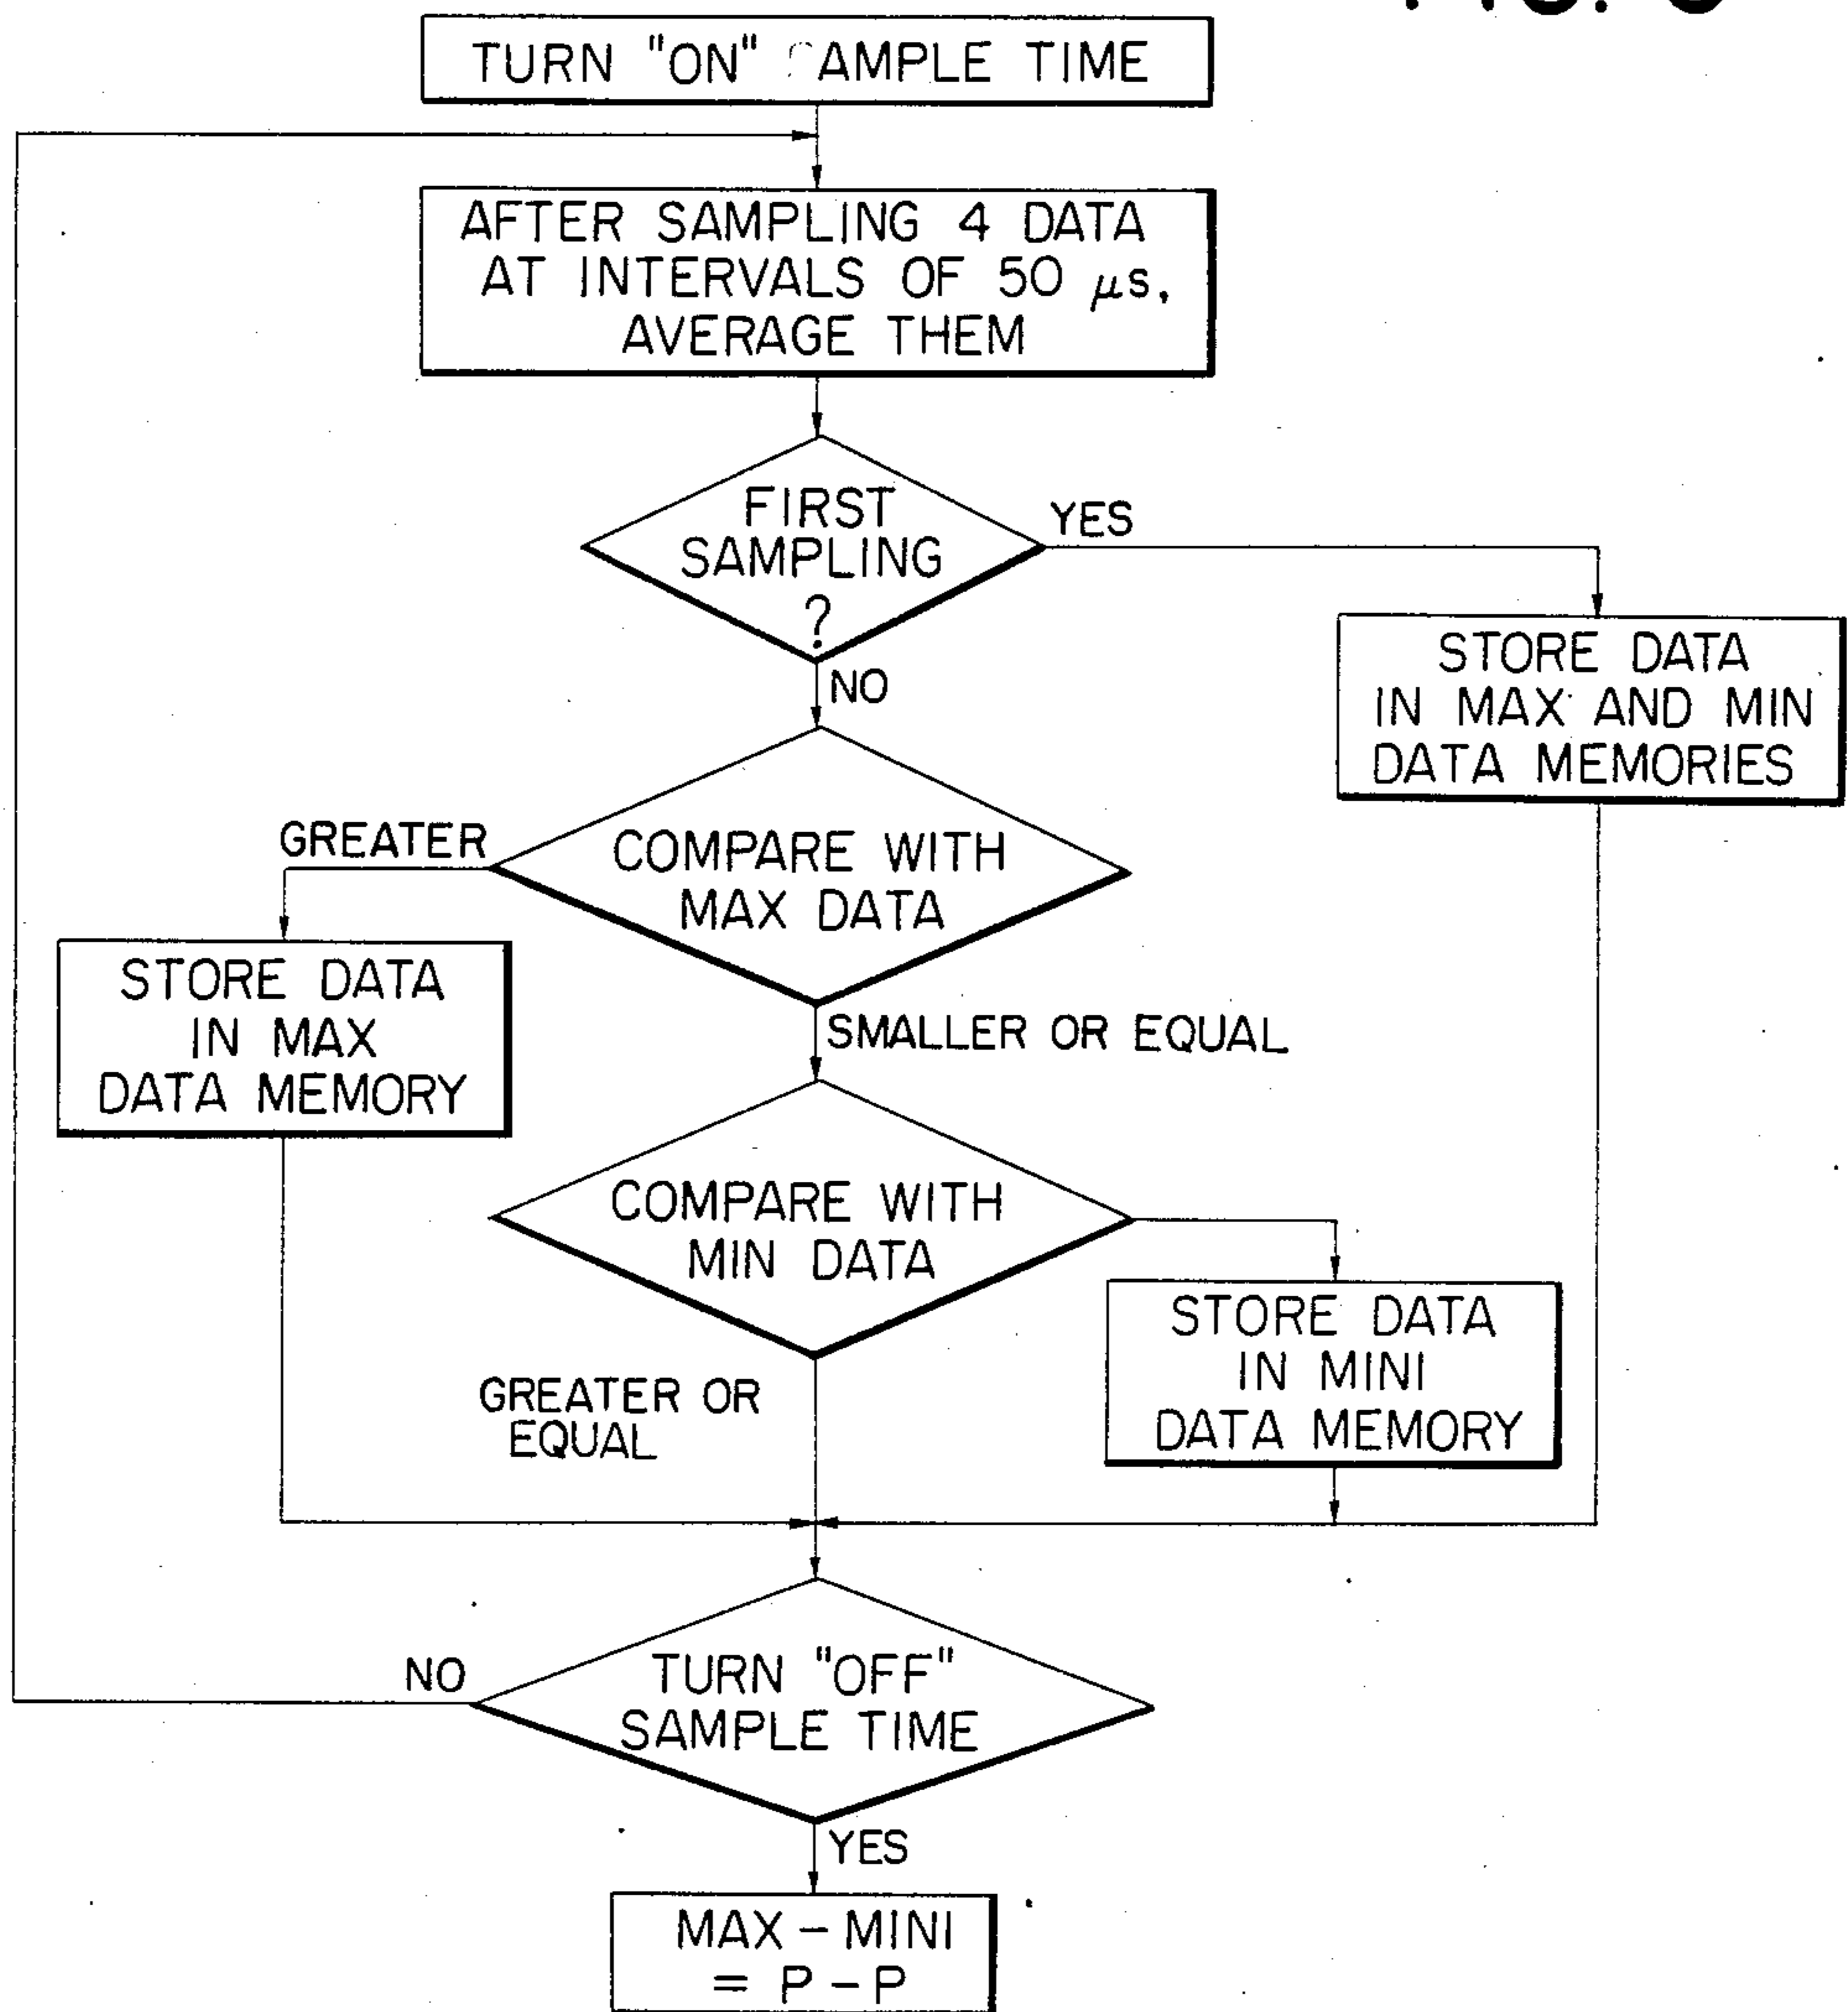 TURN "ON" SAMPLE TIME
AFTER SAMPLING 4 DATA
AT INTERVALS OF 50 μs,
AVERAGE THEM
FIRST
SAMPLING
?
YES
NO
STORE DATA
IN MAX AND MIN
DATA MEMORIES
GREATER
COMPARE WITH
MAX DATA
STORE DATA
IN MAX
DATA MEMORY
SMALLER OR EQUAL
COMPARE WITH
MIN DATA
STORE DATA
IN MINI
DATA MEMORY
GREATER OR
EQUAL
NO
TURN "OFF"
SAMPLE TIME
YES
MAX – MINI
= P – P